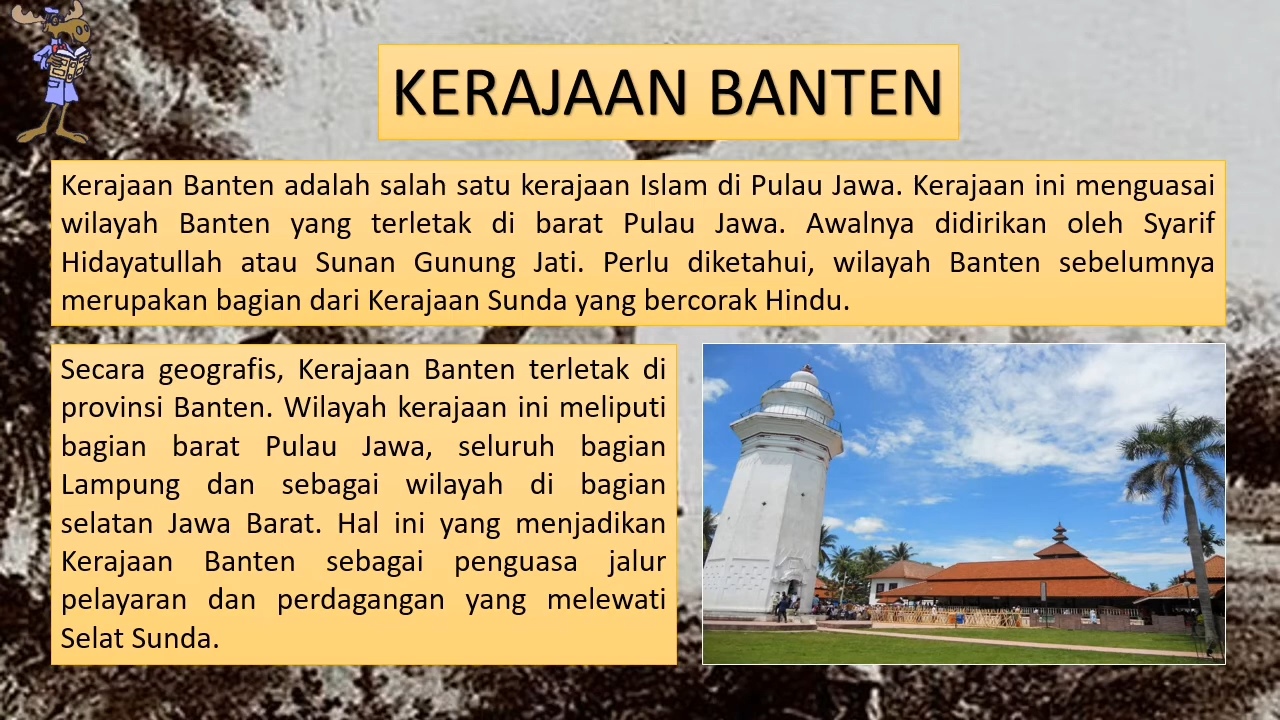 KERAJAAN BANTEN
Kerajaan Banten adalah salah satu kerajaan Islam di Pulau Jawa. Kerajaan ini menguasai
wilayah Banten yang terletak di barat Pulau Jawa. Awalnya didirikan oleh Syarif
Hidayatullah atau Sunan Gunung Jati. Perlu diketahui, wilayah Banten sebelumnya
merupakan bagian dari Kerajaan Sunda yang bercorak Hindu.
Secara geografis, Kerajaan Banten terletak di
provinsi Banten. Wilayah kerajaan ini meliputi
bagian barat Pulau Jawa, seluruh bagian
Lampung dan sebagai wilayah di bagian
selatan Jawa Barat. Hal ini yang menjadikan
Kerajaan Banten sebagai penguasa jalur
pelayaran dan perdagangan yang melewati
Selat Sunda.